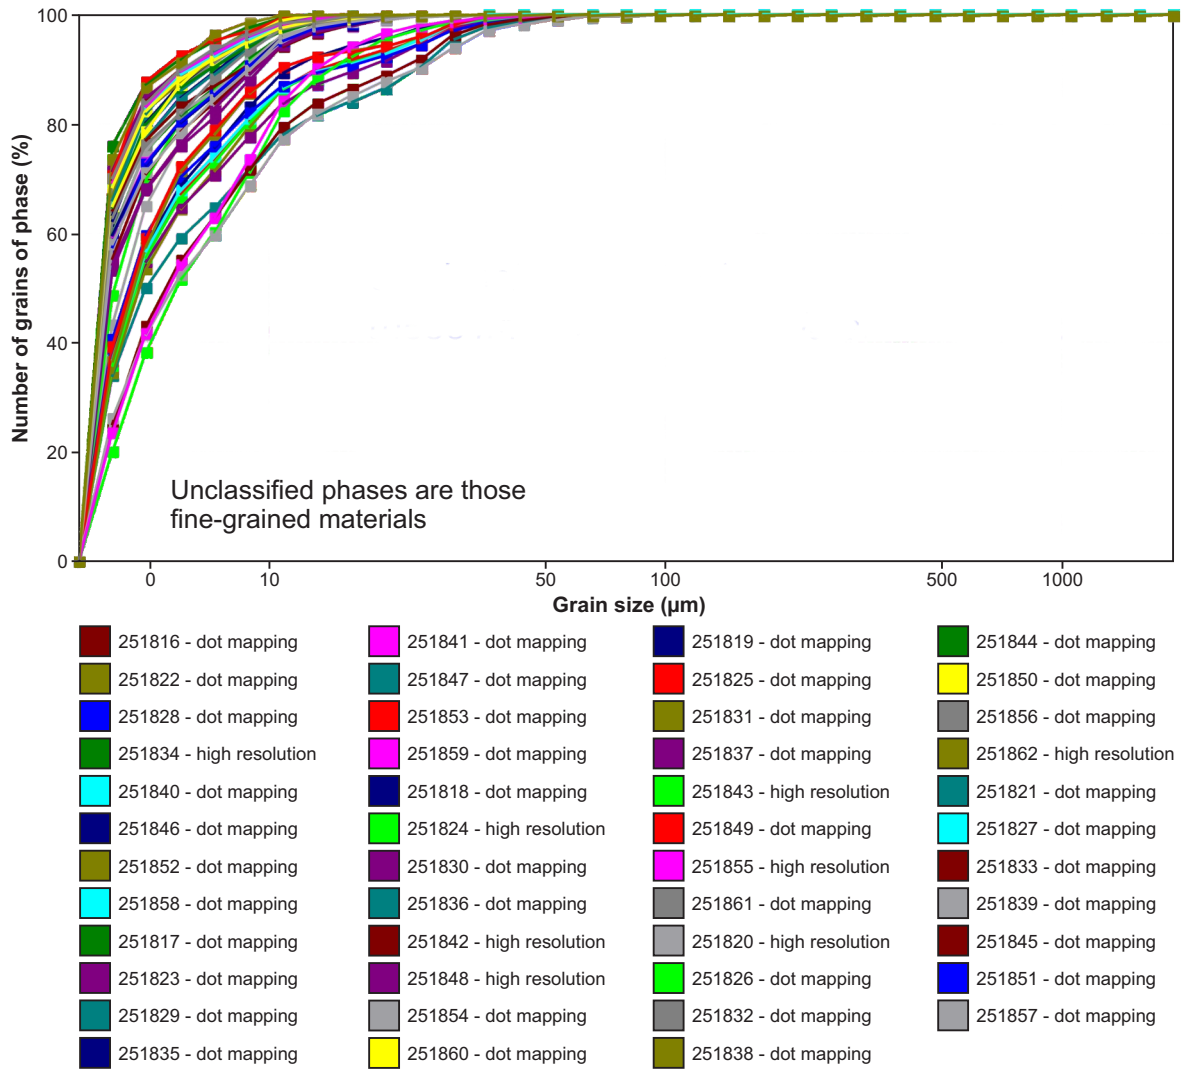 Number of grains of phase (%)
100
80
60
40
20
0
Unclassified phases are those
fine-grained materials
0 10 50 100 500 1000
Grain size (µm)
251816 - dot mapping
251822 - dot mapping
251828 - dot mapping
251834 - high resolution
251840 - dot mapping
251846 - dot mapping
251852 - dot mapping
251858 - dot mapping
251817 - dot mapping
251823 - dot mapping
251829 - dot mapping
251835 - dot mapping
251841 - dot mapping
251847 - dot mapping
251853 - dot mapping
251859 - dot mapping
251818 - dot mapping
251824 - high resolution
251830 - dot mapping
251836 - dot mapping
251842 - high resolution
251848 - high resolution
251854 - dot mapping
251860 - dot mapping
251819 - dot mapping
251825 - dot mapping
251831 - dot mapping
251837 - dot mapping
251843 - high resolution
251849 - dot mapping
251855 - high resolution
251861 - dot mapping
251820 - high resolution
251826 - dot mapping
251832 - dot mapping
251838 - dot mapping
251844 - dot mapping
251850 - dot mapping
251856 - dot mapping
251862 - high resolution
251821 - dot mapping
251827 - dot mapping
251833 - dot mapping
251839 - dot mapping
251845 - dot mapping
251851 - dot mapping
251857 - dot mapping